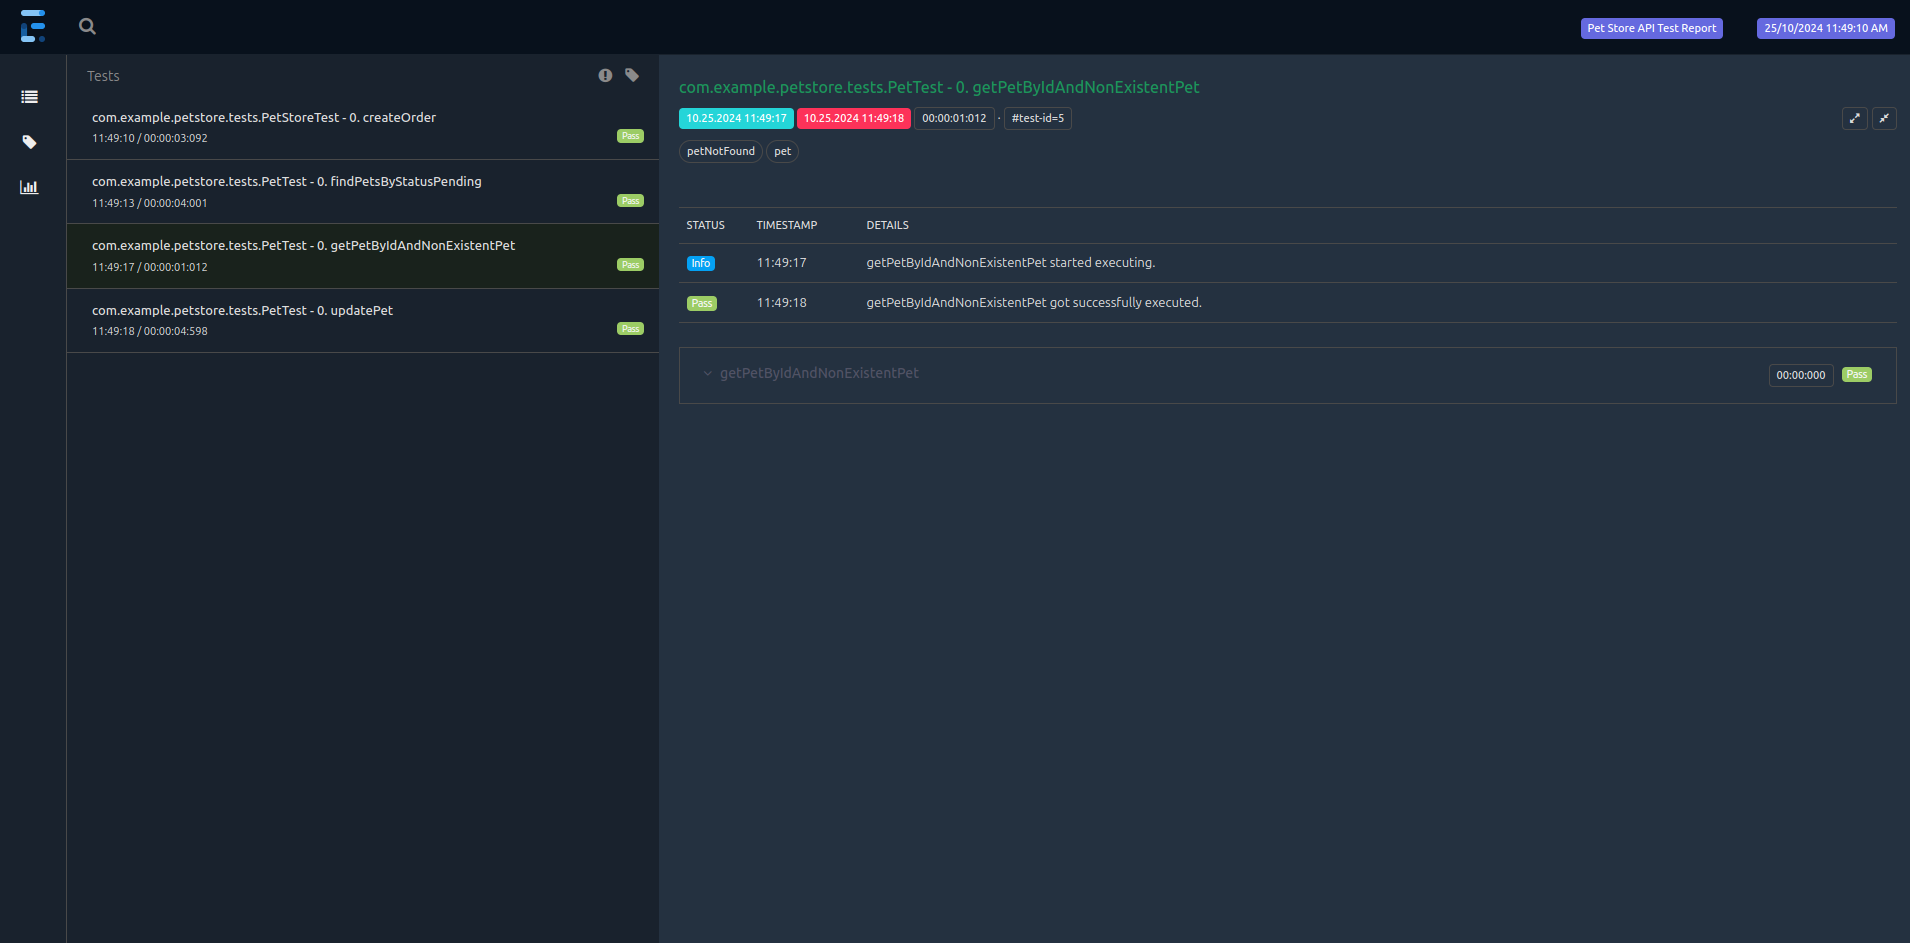 Pet Store API Test Report 25/10/2024 11:49:10 AM
Tests
com.example.petstore.tests.PetStoreTest - 0. createOrder
11:49:10 / 00:00:03:092 Pass
com.example.petstore.tests.PetTest - 0. findPetsByStatusPending
11:49:13 / 00:00:04:001 Pass
com.example.petstore.tests.PetTest - 0. getPetByIdAndNonExistentPet
11:49:17 / 00:00:01:012 Pass
com.example.petstore.tests.PetTest - 0. updatePet
11:49:18 / 00:00:04:598 Pass
com.example.petstore.tests.PetTest - 0. getPetByIdAndNonExistentPet
10.25.2024 11:49:17 10.25.2024 11:49:18 00:00:01:012 · #test-id=5
petNotFound pet
STATUS TIMESTAMP DETAILS
Info 11:49:17 getPetByIdAndNonExistentPet started executing.
Pass 11:49:18 getPetByIdAndNonExistentPet got successfully executed.
getPetByIdAndNonExistentPet 00:00:000 Pass